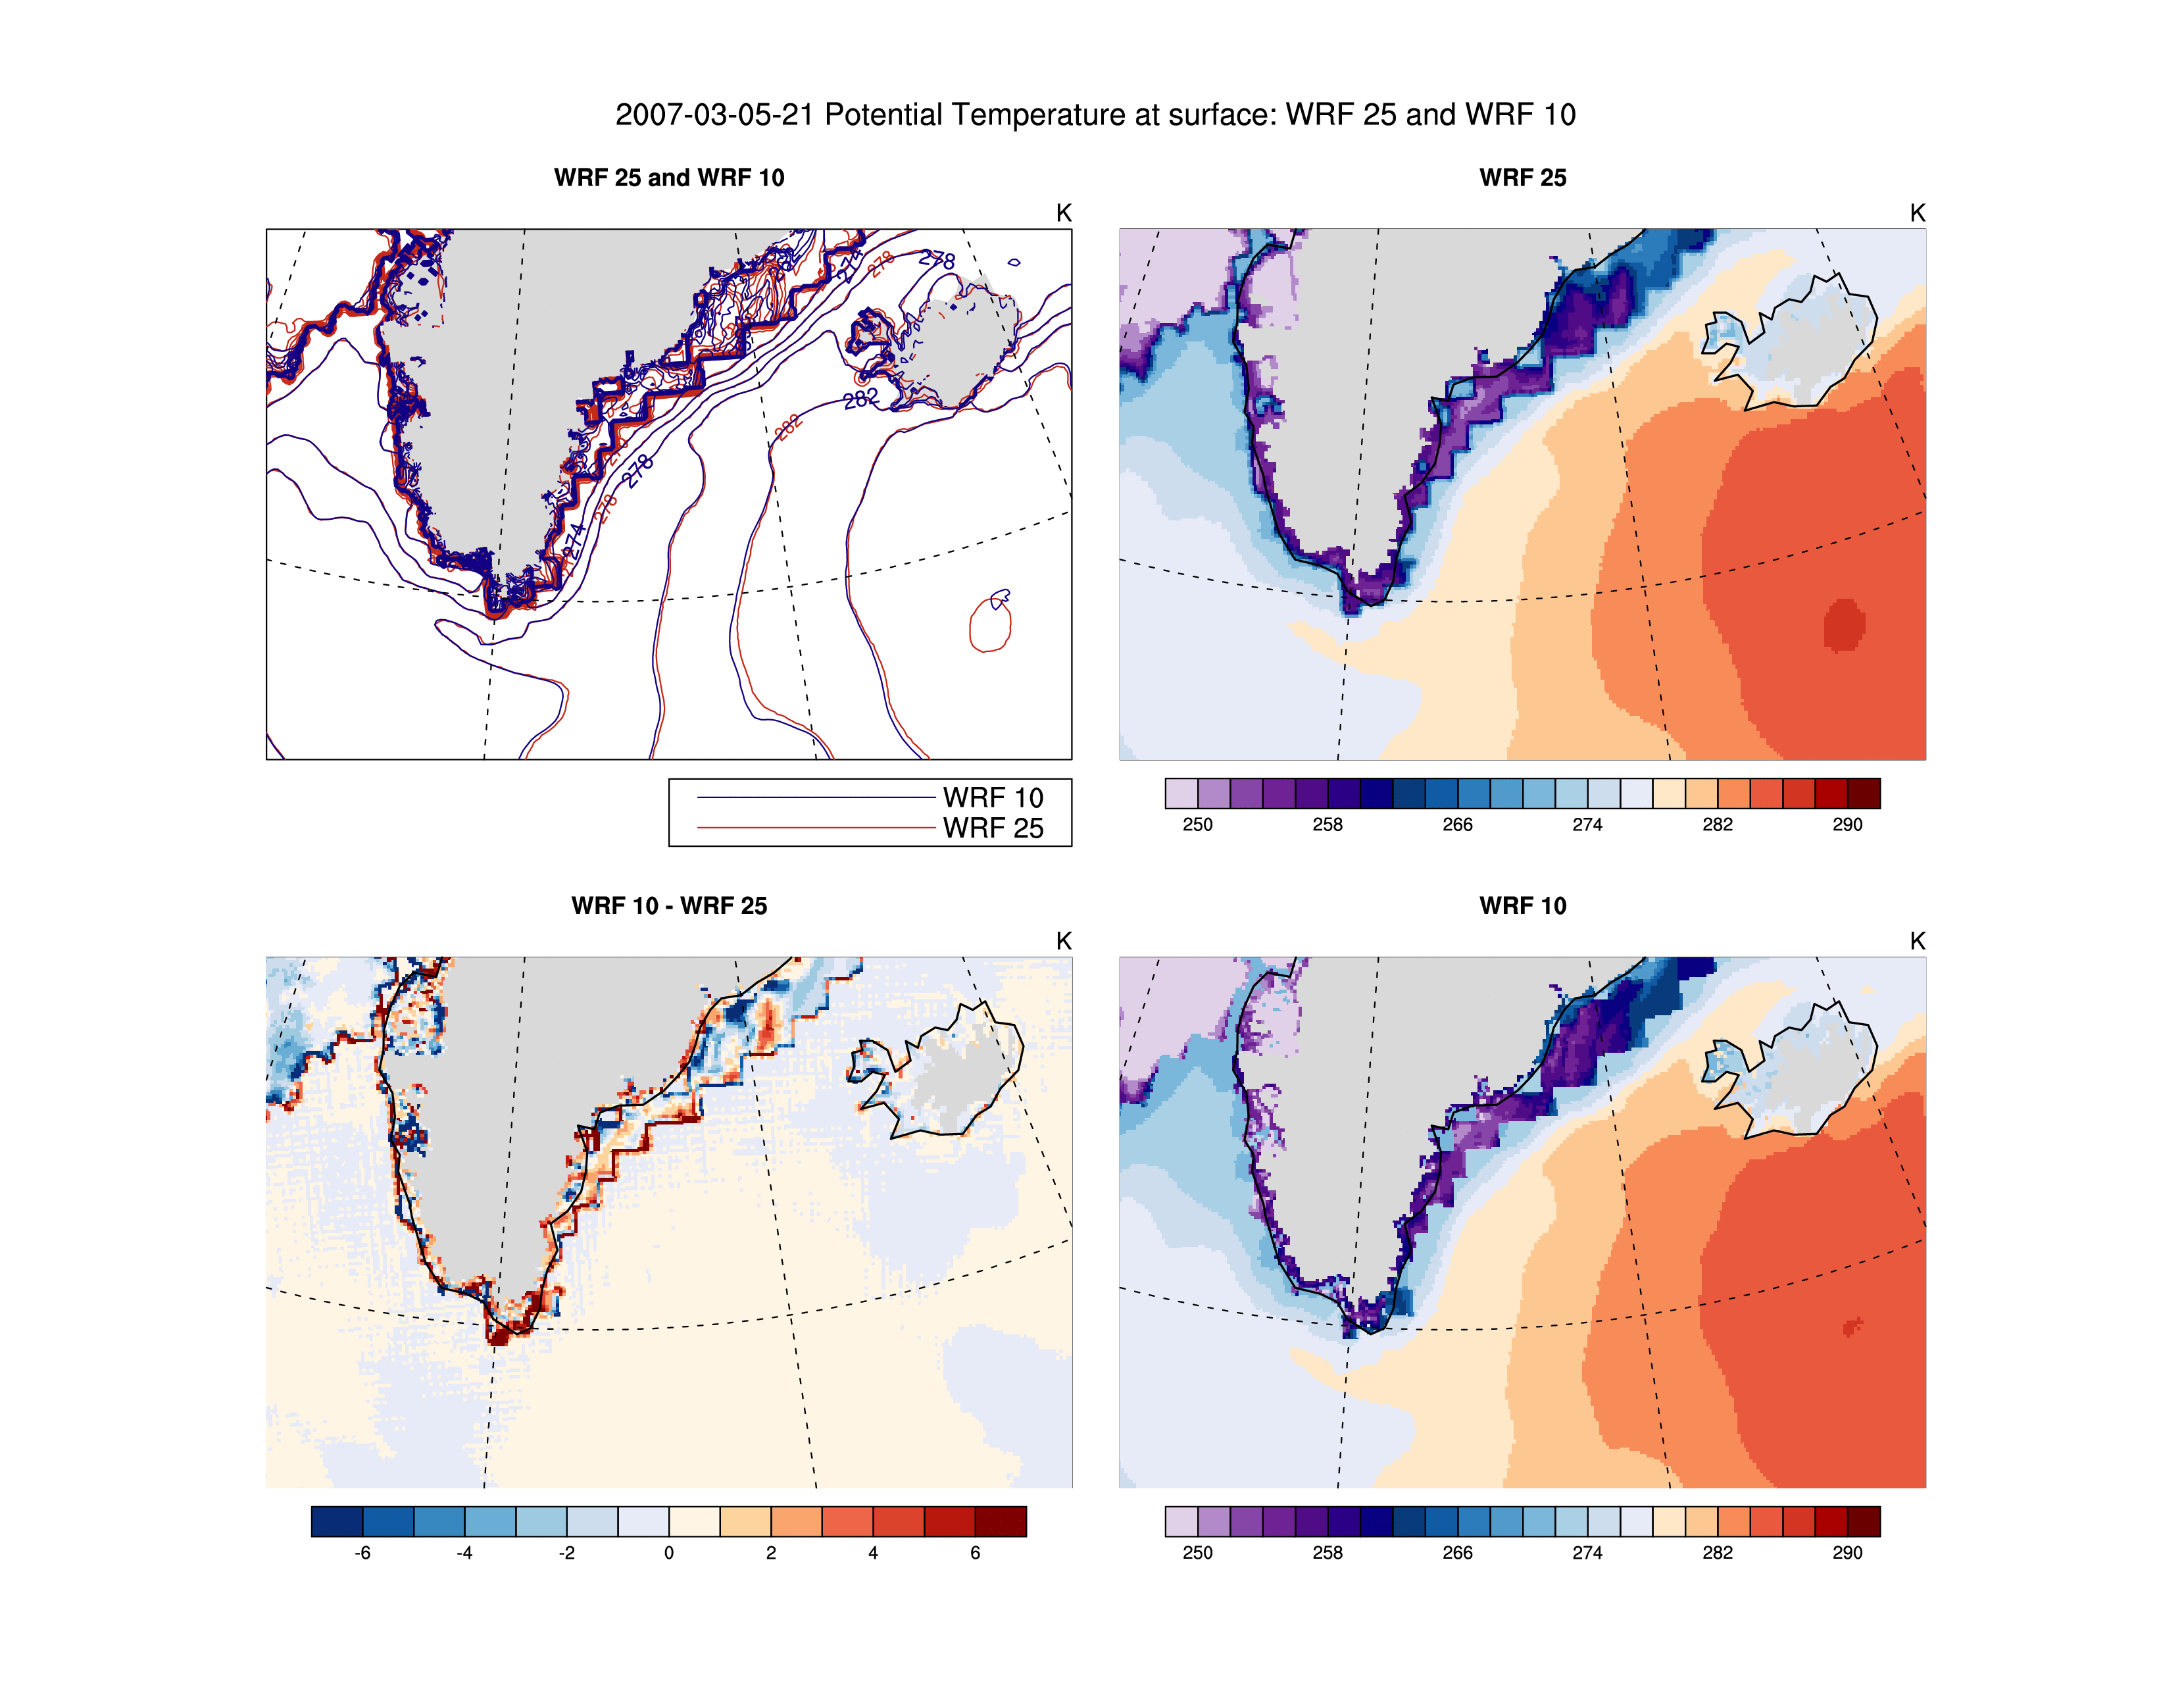 2007-03-05-21 Potential Temperature at surface: WRF 25 and WRF 10
WRF 25 and WRF 10
K
274
278
278
282
282
278
278
274
WRF 10
WRF 25
WRF 25
K
250 258 266 274 282 290
WRF 10 - WRF 25
K
-6 -4 -2 0 2 4 6
WRF 10
K
250 258 266 274 282 290